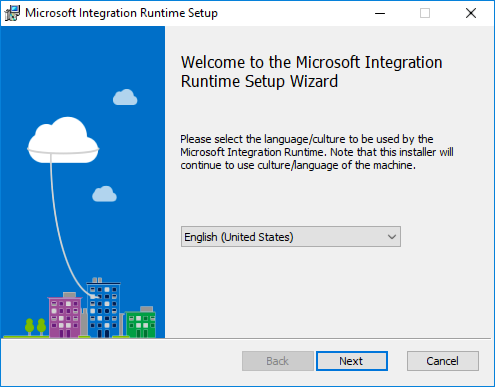 Microsoft Integration Runtime Setup
Welcome to the Microsoft Integration
Runtime Setup Wizard
Please select the language/culture to be used by the
Microsoft Integration Runtime. Note that this installer will
continue to use culture/language of the machine.
English (United States)
Back
Next
Cancel